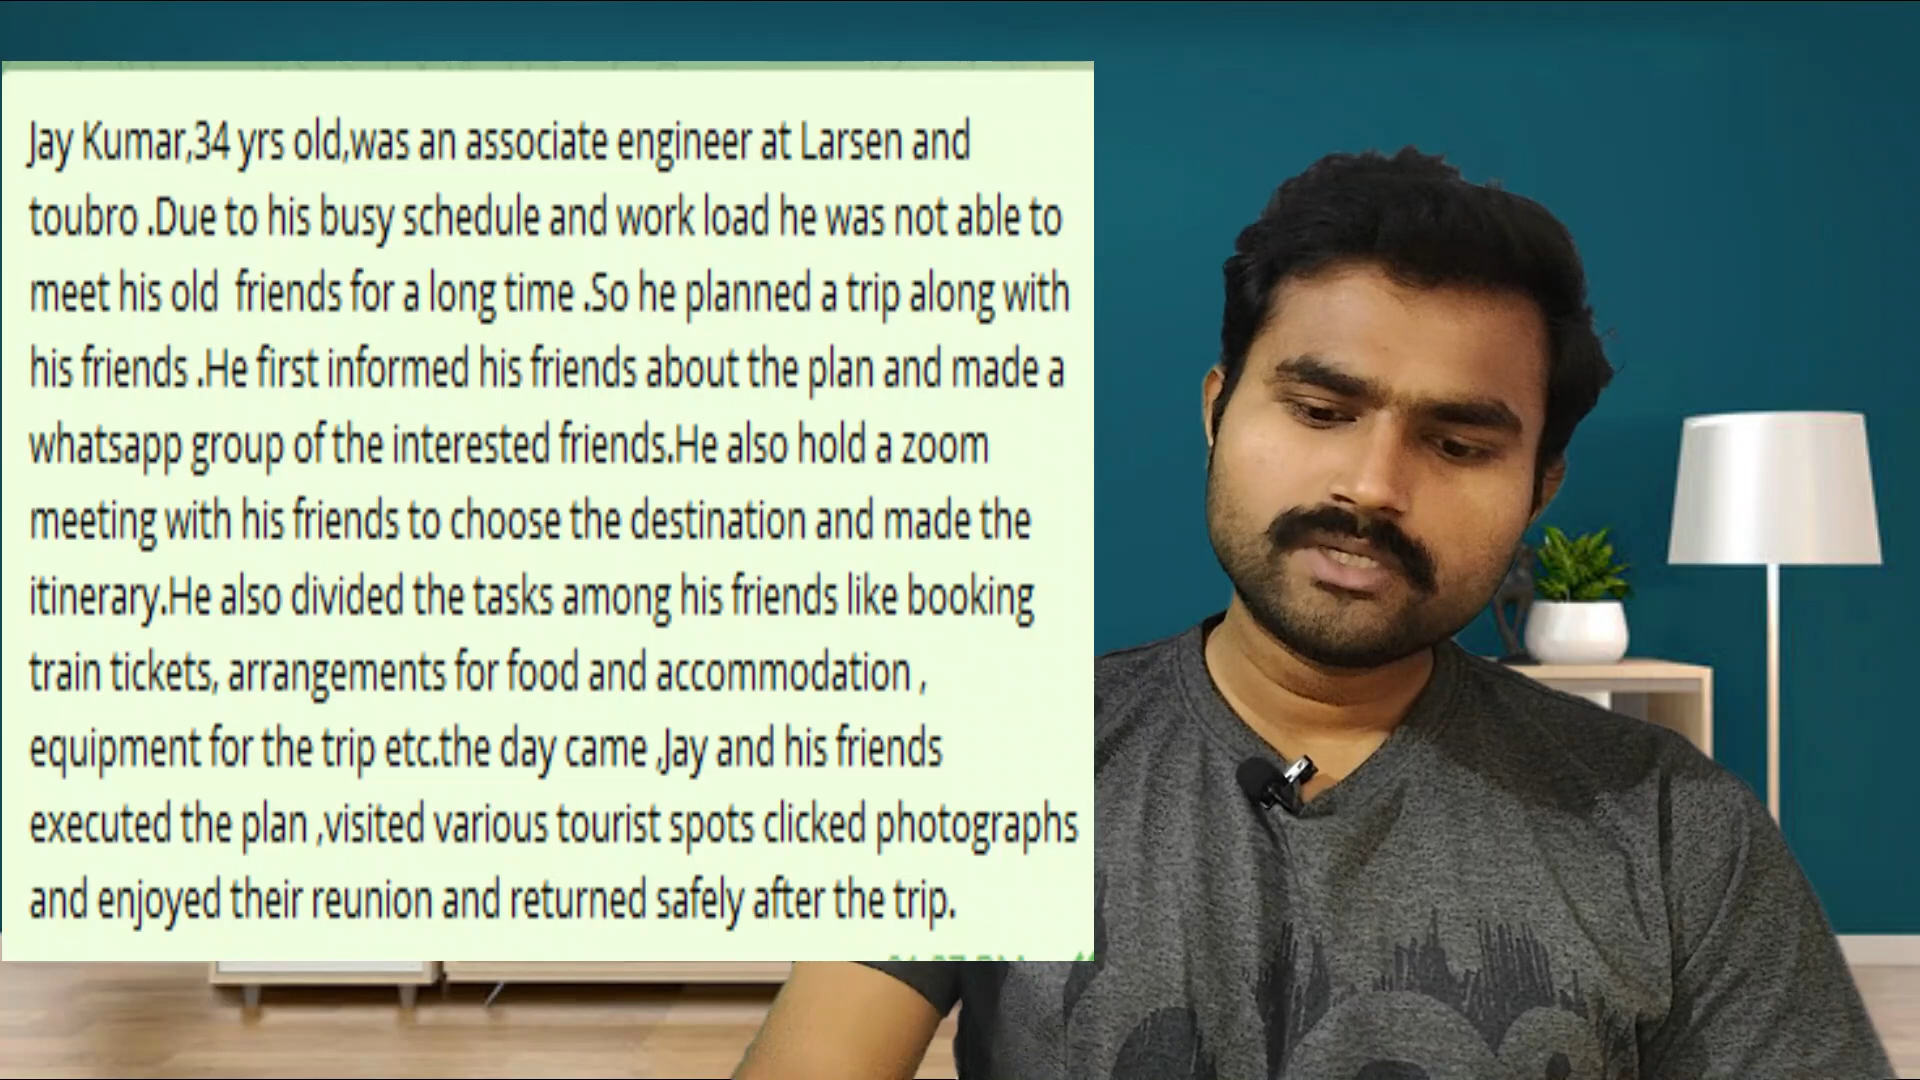 Jay Kumar,34 yrs old,was an associate engineer at Larsen and
toubro .Due to his busy schedule and work load he was not able to
meet his old  friends for a long time .So he planned a trip along with
his friends .He first informed his friends about the plan and made a
whatsapp group of the interested friends.He also hold a zoom
meeting with his friends to choose the destination and made the
itinerary.He also divided the tasks among his friends like booking
train tickets, arrangements for food and accommodation ,
equipment for the trip etc.the day came ,Jay and his friends
executed the plan ,visited various tourist spots clicked photographs
and enjoyed their reunion and returned safely after the trip.